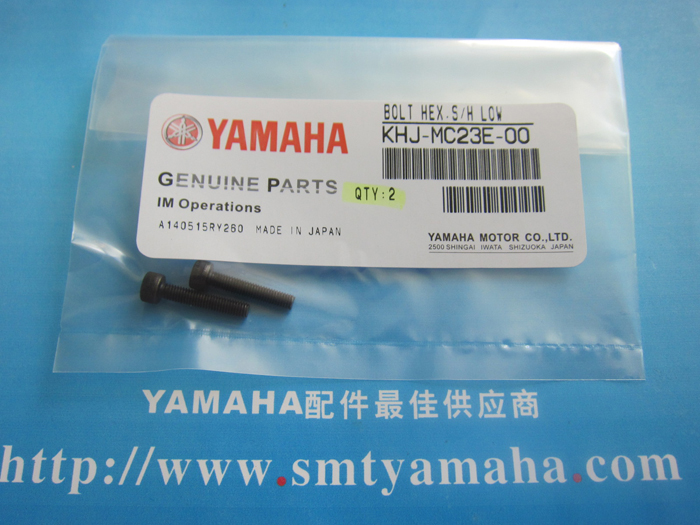 YAMAHA
BOLT HEX.S/H LOW
KHJ-MC23E-00
GENUINE PARTS
QTY:2
IM Operations
A140515RY260 MADE IN JAPAN
YAMAHA MOTOR CO.,LTD.
2500 SHINGAI IWATA SHIZUOKA JAPAN
YAMAHA配件最佳供应商
http://www.smtyamaha.com